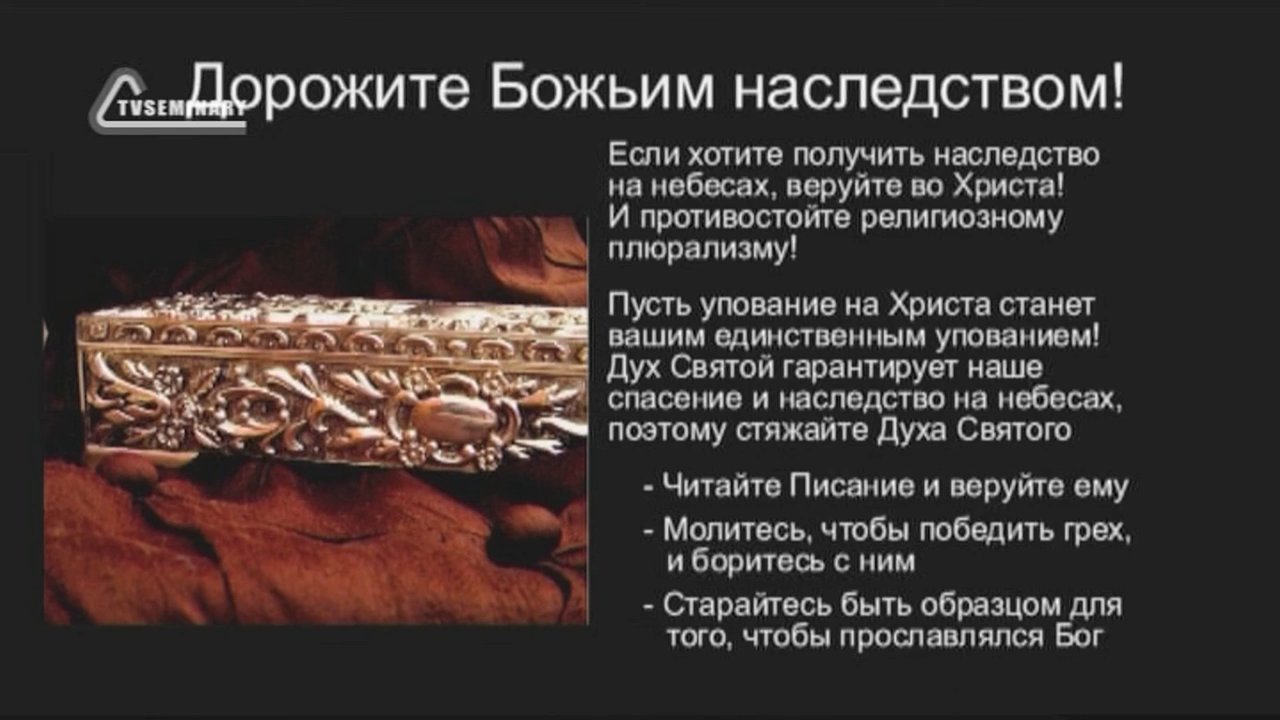 Дорожите Божьим наследством!
TVSEMINARY
Если хотите получить наследство
на небесах, веруйте во Христа!
И противостойте религиозному
плюрализму!
Пусть упование на Христа станет
вашим единственным упованием!
Дух Святой гарантирует наше
спасение и наследство на небесах,
поэтому стяжайте Духа Святого
- Читайте Писание и веруйте ему
- Молитесь, чтобы победить грех,
и боритесь с ним
- Старайтесь быть образцом для
того, чтобы прославлялся Бог